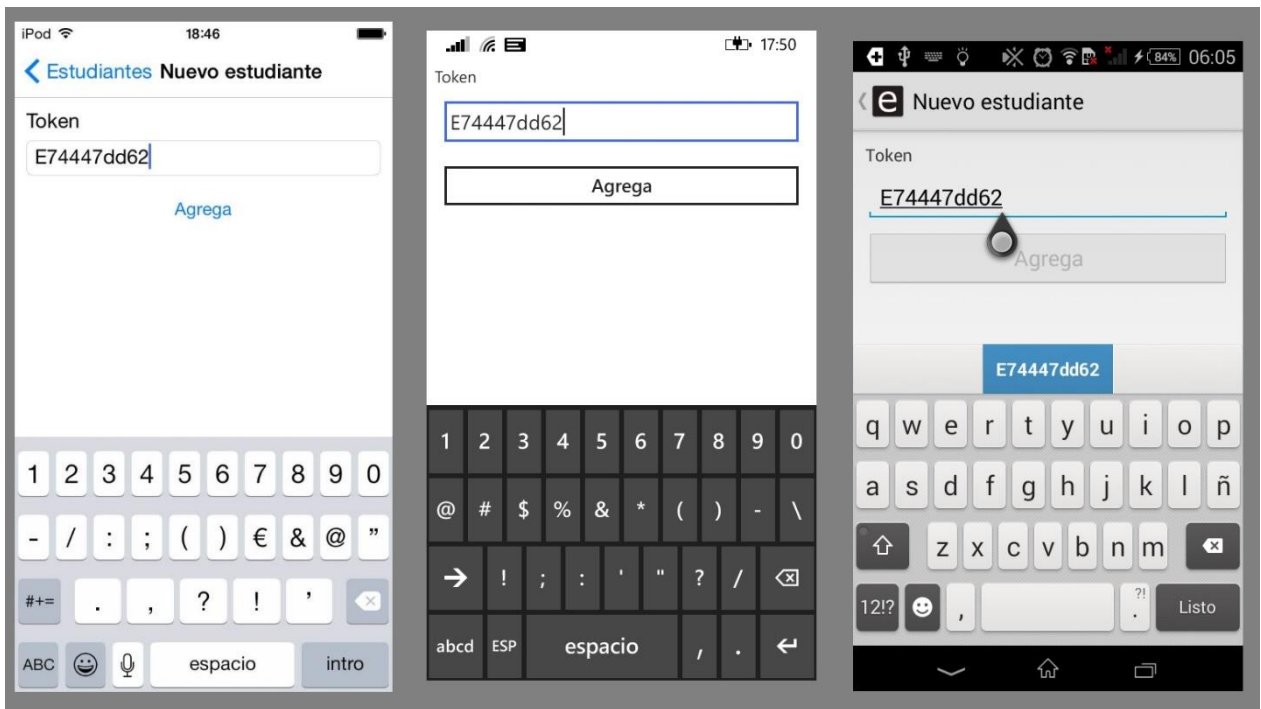 iPod 18:46
Estudiantes Nuevo estudiante
Token
E74447dd62
Agrega
1 2 3 4 5 6 7 8 9 0
- / : ; ( ) € & @ "
#+= . , ? ! '
ABC espacio intro
17:50
Token
E74447dd62
Agrega
1 2 3 4 5 6 7 8 9 0
@ # $ % & * ( ) - \
! ; : ' " ? /
abcd ESP espacio , .
84% 06:05
e Nuevo estudiante
Token
E74447dd62
Agrega
E74447dd62
q w e r t y u i o p
a s d f g h j k l ñ
z x c v b n m
12!? , ?! . Listo